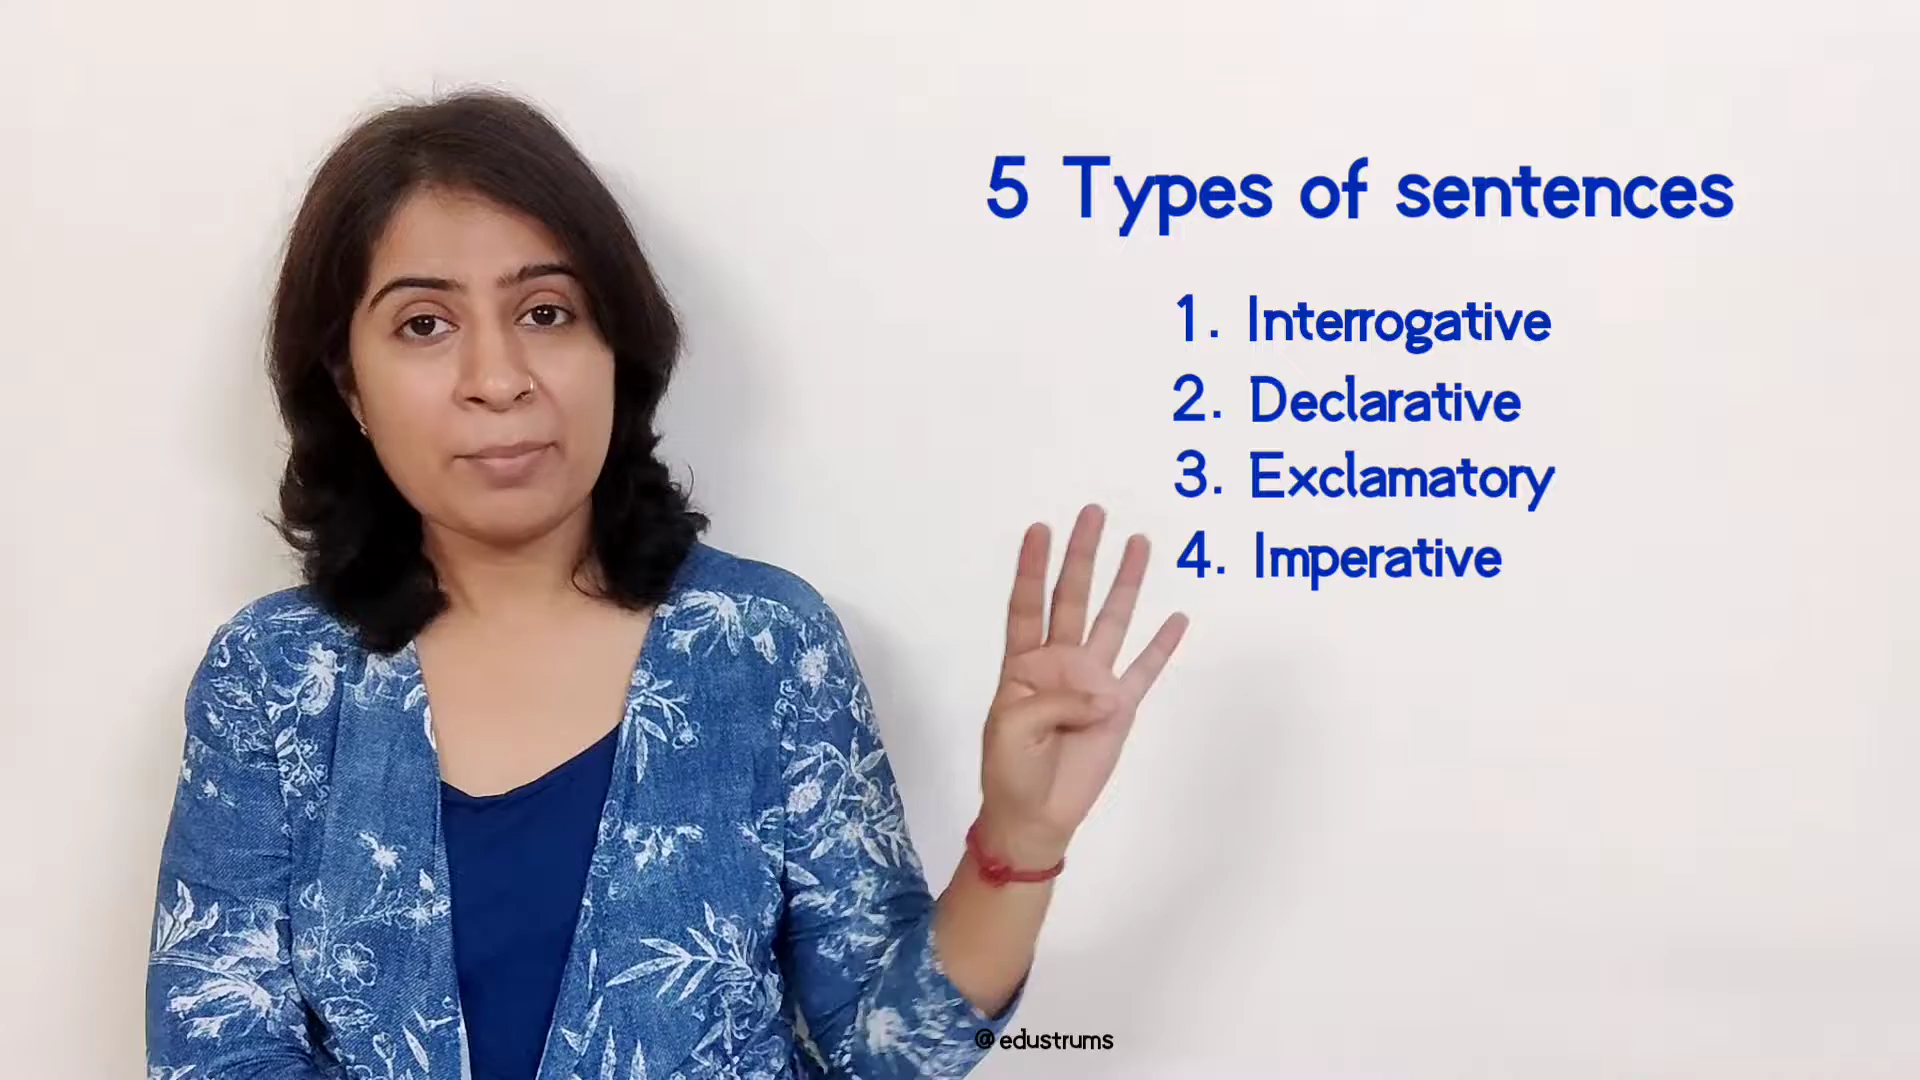 5 Types of sentences
1. Interrogative
2. Declarative
3. Exclamatory
4. Imperative
@edustrums